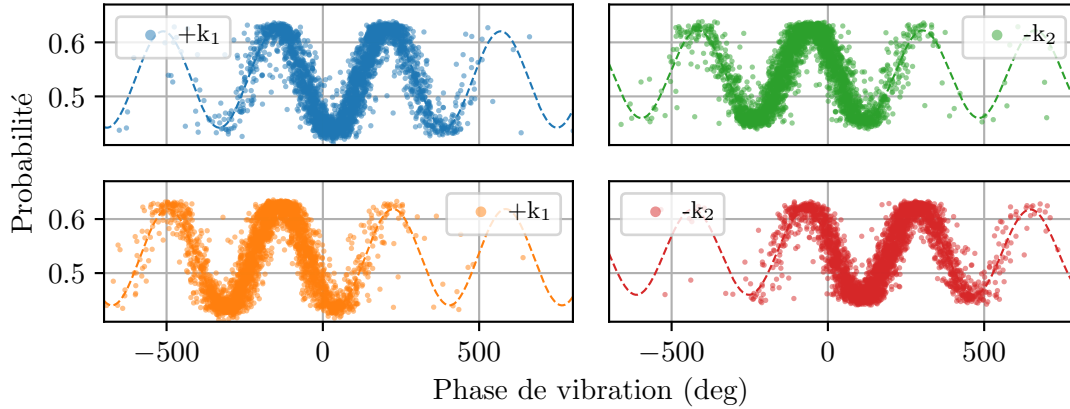 0.6
0.5
+k1
-k2
Probabilité
0.6
0.5
+k1
-k2
−500 0 500
−500 0 500
Phase de vibration (deg)